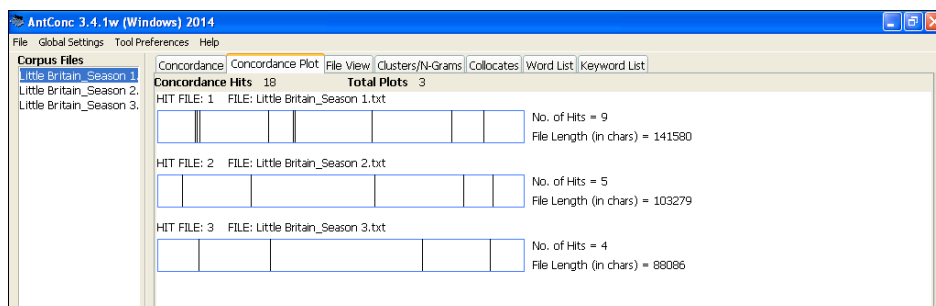 AntConc 3.4.1w (Windows) 2014
File Global Settings Tool Preferences Help
Corpus Files
Little Britain_Season 1.
Little Britain_Season 2.
Little Britain_Season 3.
Concordance Concordance Plot File View Clusters/N-Grams Collocates Word List Keyword List
Concordance Hits 18 Total Plots 3
HIT FILE: 1 FILE: Little Britain_Season 1.txt
No. of Hits = 9
File Length (in chars) = 141580
HIT FILE: 2 FILE: Little Britain_Season 2.txt
No. of Hits = 5
File Length (in chars) = 103279
HIT FILE: 3 FILE: Little Britain_Season 3.txt
No. of Hits = 4
File Length (in chars) = 88086